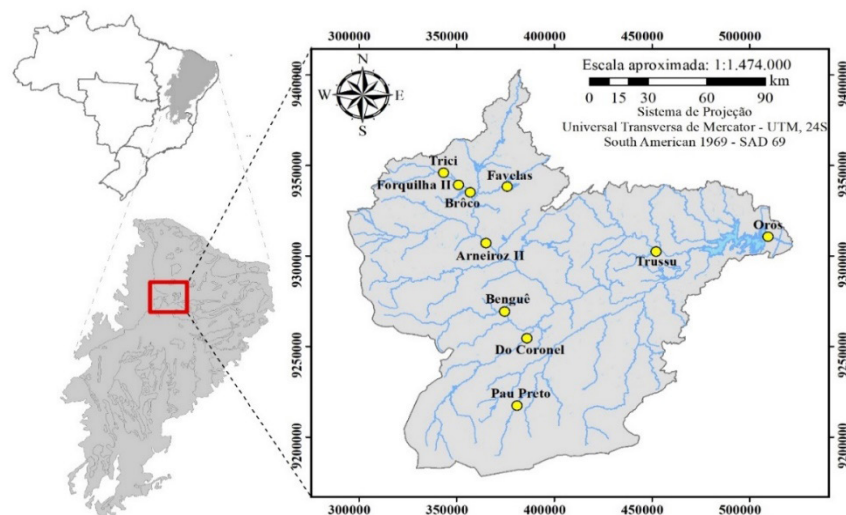 300000 350000 400000 450000 500000
N
W E
S
Escala aproximada: 1:1.474.000
km
0 15 30 60 90
Sistema de Projeção
Universal Transversa de Mercator - UTM, 24S
South American 1969 - SAD 69
9400000 9400000
9350000 9350000
9300000 9300000
9250000 9250000
9200000 9200000
Trici
Forquilha II
Favelas
Brôco
Oros
Arneiroz II
Trussu
Benguê
Do Coronel
Pau Preto
300000 350000 400000 450000 500000